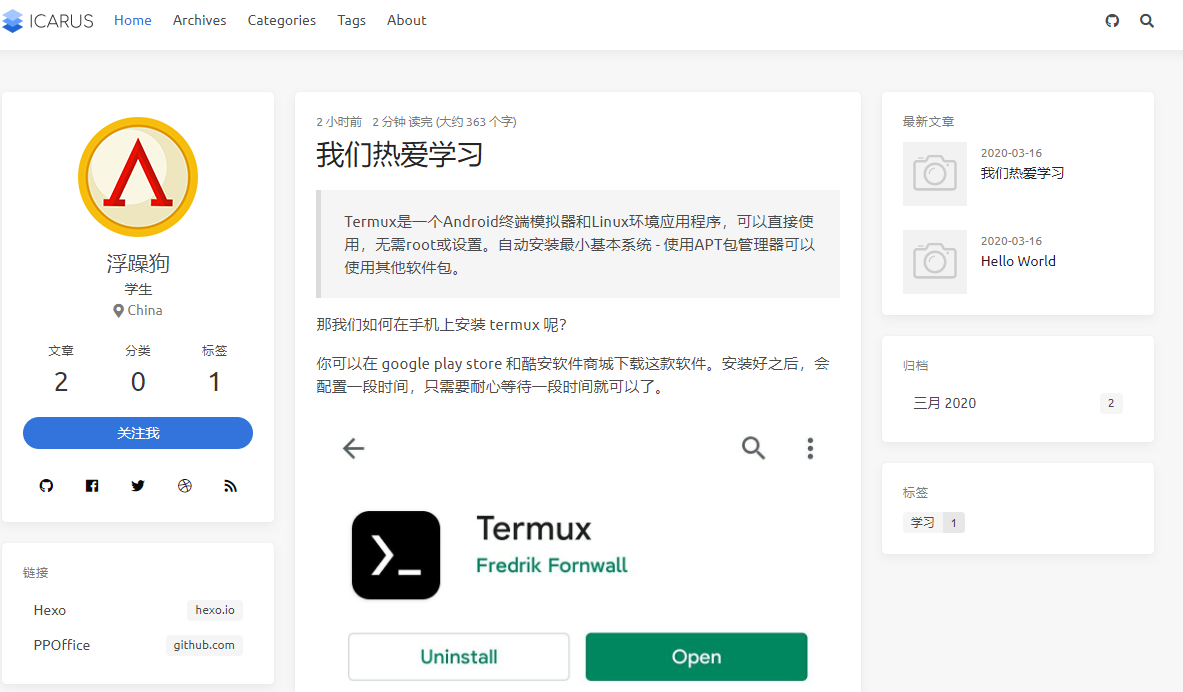 ICARUS Home Archives Categories Tags About
浮躁狗
学生
China
文章 分类 标签
2 0 1
关注我
链接
Hexo hexo.io
PPOffice github.com
2 小时前 2 分钟 读完 (大约 363 个字)
我们热爱学习
Termux是一个Android终端模拟器和Linux环境应用程序，可以直接使
用，无需root或设置。自动安装最小基本系统 - 使用APT包管理器可以
使用其他软件包。
那我们如何在手机上安装 termux 呢？
你可以在 google play store 和酷安软件商城下载这款软件。安装好之后，会
配置一段时间，只需要耐心等待一段时间就可以了。
Termux
Fredrik Fornwall
Uninstall Open
最新文章
2020-03-16
我们热爱学习
2020-03-16
Hello World
归档
三月 2020 2
标签
学习 1